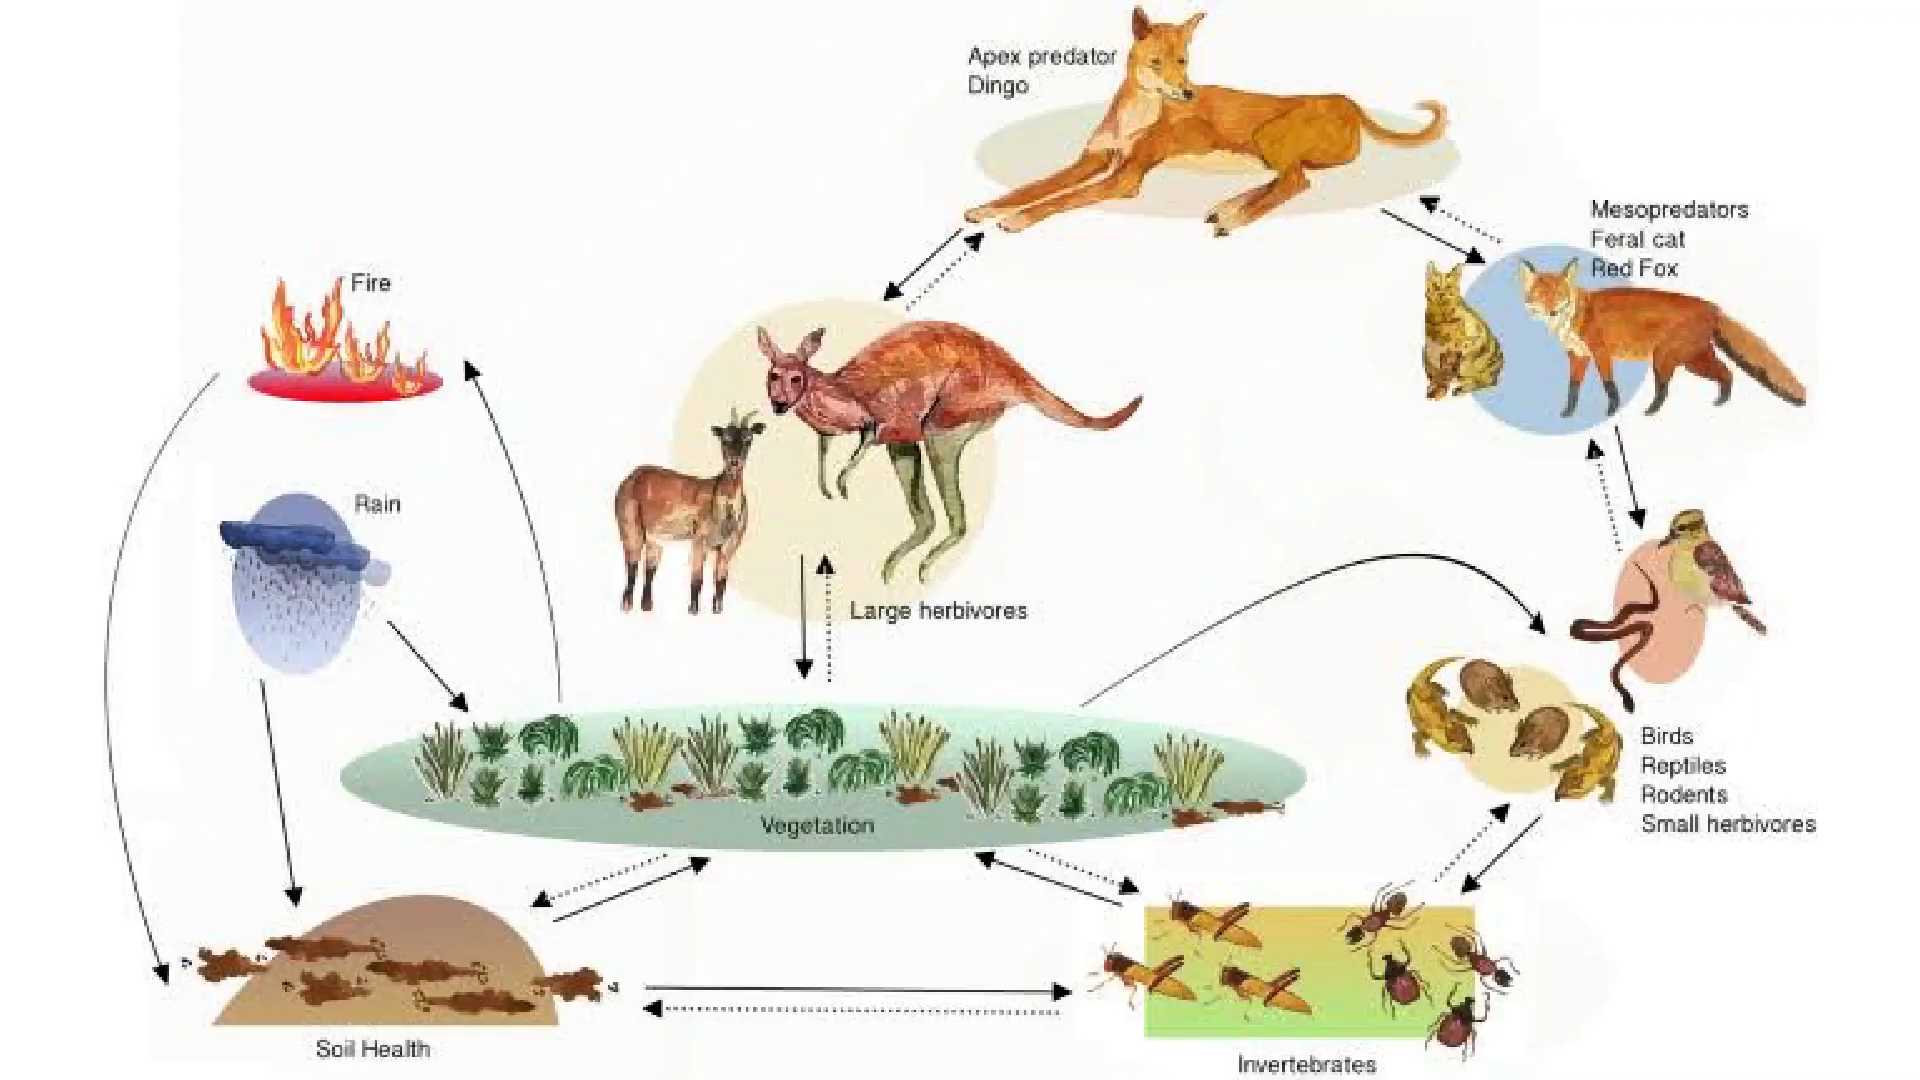 Apex predator
Dingo
Mesopredators
Feral cat
Red Fox
Fire
Rain
Large herbivores
Birds
Reptiles
Rodents
Small herbivores
Vegetation
Soil Health
Invertebrates